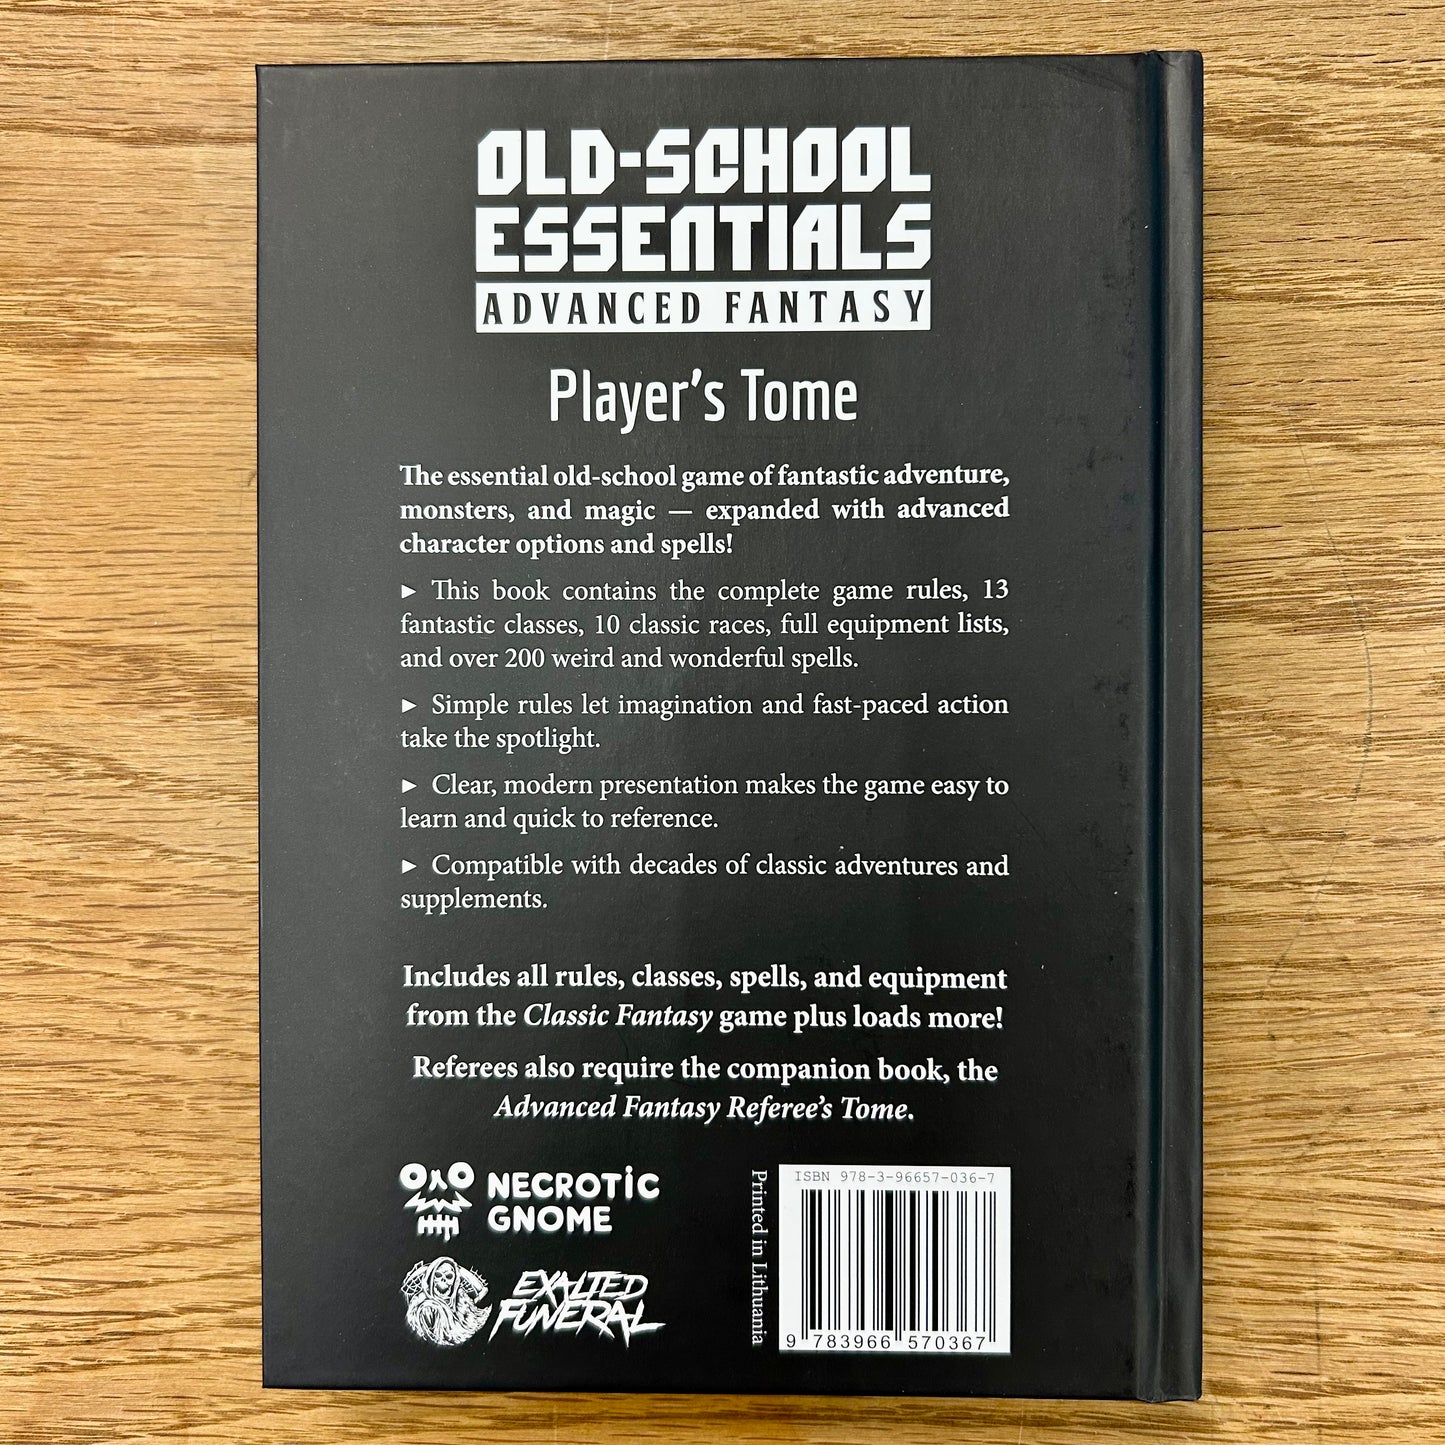 OLD-SCHOOL
ESSENTIALS
ADVANCED FANTASY
Player's Tome
The essential old-school game of fantastic adventure,
monsters, and magic — expanded with advanced
character options and spells!
► This book contains the complete game rules, 13
fantastic classes, 10 classic races, full equipment lists,
and over 200 weird and wonderful spells.
► Simple rules let imagination and fast-paced action
take the spotlight.
► Clear, modern presentation makes the game easy to
learn and quick to reference.
► Compatible with decades of classic adventures and
supplements.
Includes all rules, classes, spells, and equipment
from the Classic Fantasy game plus loads more!
Referees also require the companion book, the
Advanced Fantasy Referee's Tome.
NECROTIC
GNOME
EXALTED
FUNERAL
Printed in Lithuania
ISBN 978-3-96657-036-7
9 783966 570367